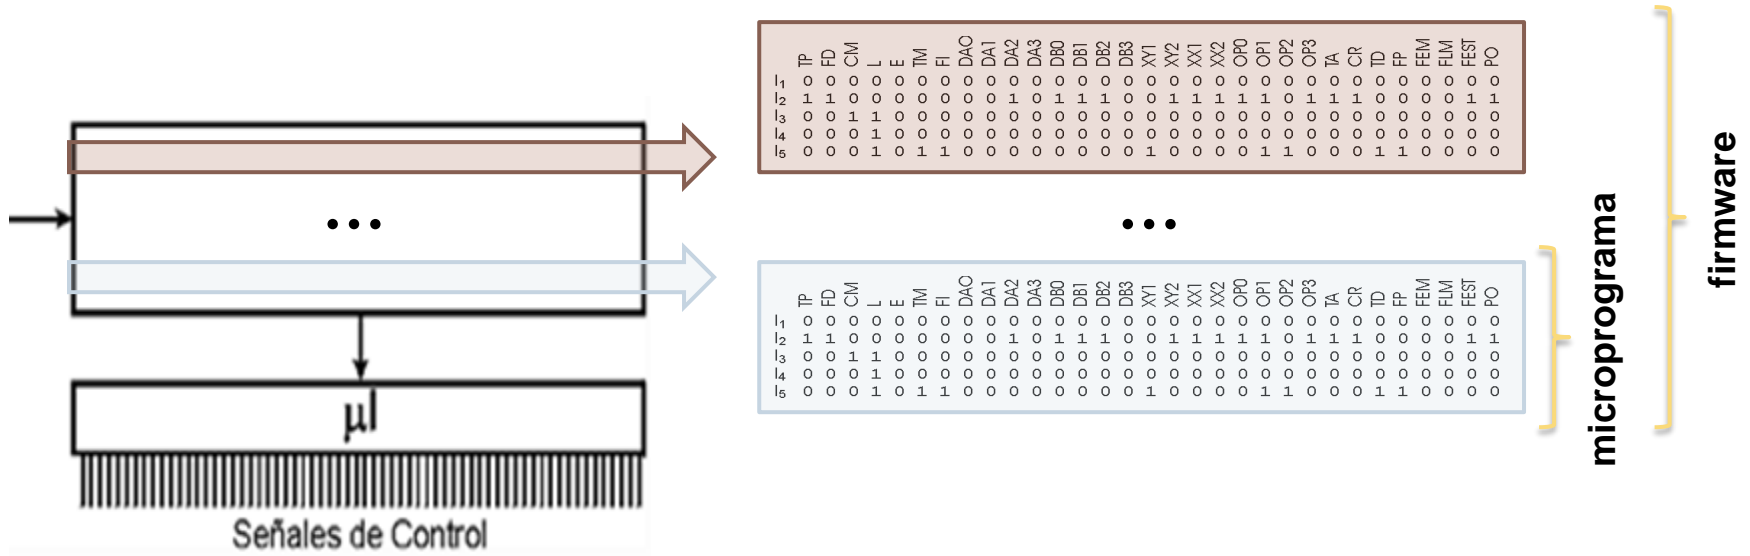 TP FD CM L E TM FI DAO DA1 DA2 DA3 DB0 DB1 DB2 DB3 XY1 XY2 XX1 XX2 OP0 OP1 OP2 OP3 TA CR TD FP FEM FLM FEST PO
I₁ 0 0 0 0 0 0 0 0 0 0 0 0 0 0 0 0 0 0 0 0 0 0 0 0 0 0 0 0 0 0 0
I₂ 1 1 0 0 0 0 0 0 0 1 0 1 1 1 0 0 1 1 1 1 1 0 1 1 1 0 0 0 0 1 1
I₃ 0 0 1 1 0 0 0 0 0 0 0 0 0 0 0 0 0 0 0 0 0 0 0 0 0 0 0 0 0 0 0
I₄ 0 0 0 1 0 0 0 0 0 0 0 0 0 0 0 0 0 0 0 0 0 0 0 0 0 0 0 0 0 0 0
I₅ 0 0 0 1 0 1 1 0 0 0 0 0 0 0 0 1 0 0 0 0 1 1 0 0 0 1 1 0 0 0 0
...
...
TP FD CM L E TM FI DAO DA1 DA2 DA3 DB0 DB1 DB2 DB3 XY1 XY2 XX1 XX2 OP0 OP1 OP2 OP3 TA CR TD FP FEM FLM FEST PO
I₁ 0 0 0 0 0 0 0 0 0 0 0 0 0 0 0 0 0 0 0 0 0 0 0 0 0 0 0 0 0 0 0
I₂ 1 1 0 0 0 0 0 0 0 1 0 1 1 1 0 0 1 1 1 1 1 0 1 1 1 0 0 0 0 1 1
I₃ 0 0 1 1 0 0 0 0 0 0 0 0 0 0 0 0 0 0 0 0 0 0 0 0 0 0 0 0 0 0 0
I₄ 0 0 0 1 0 0 0 0 0 0 0 0 0 0 0 0 0 0 0 0 0 0 0 0 0 0 0 0 0 0 0
I₅ 0 0 0 1 0 1 1 0 0 0 0 0 0 0 0 1 0 0 0 0 1 1 0 0 0 1 1 0 0 0 0
microprograma
firmware
μI
Señales de Control